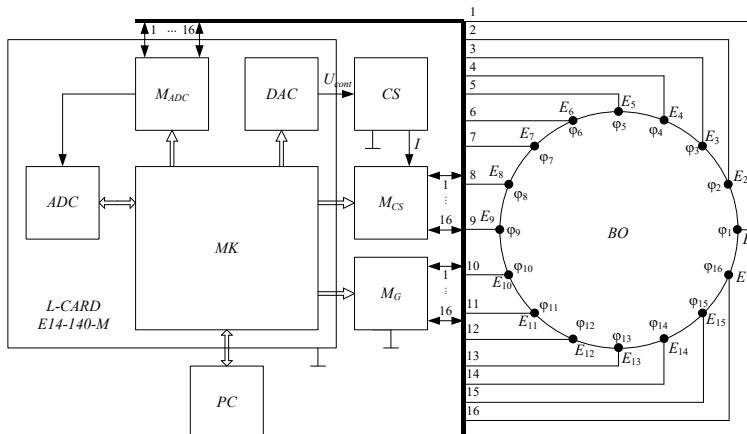 1 ... 16
M_ADC
DAC
U_cont
CS
I
ADC
MK
M_CS
1
⋮
16
M_G
1
⋮
16
L-CARD
E14-140-M
PC
1
2
3
4
5
6
7
8
9
10
11
12
13
14
15
16
E5
φ5
E6
φ6
E4
φ4
E7
φ7
E3
φ3
E8
φ8
E2
φ2
E9
φ9
BO
φ1
E
φ10
E10
φ16
E
φ11
E11
φ15
E15
φ12
E12
φ14
E14
φ13
E13